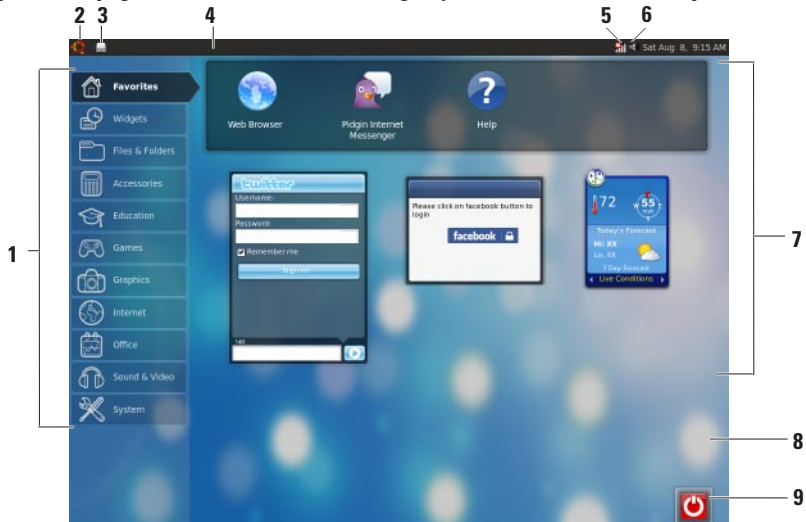 2 3 4 5 6
Sat Aug 8, 9:15 AM
1
Favorites
Widgets
Files & Folders
Accessories
Education
Games
Graphics
Internet
Office
Sound & Video
System
Web Browser
Pidgin Internet
Messenger
Help
twitter
Username:
Password:
Remember me
Sign in
140
Please click on facebook button to
login
facebook
72
55
Today's Forecast
Hi: XX
Lo: XX
7 Day Forecast
Live Conditions
7
8
9